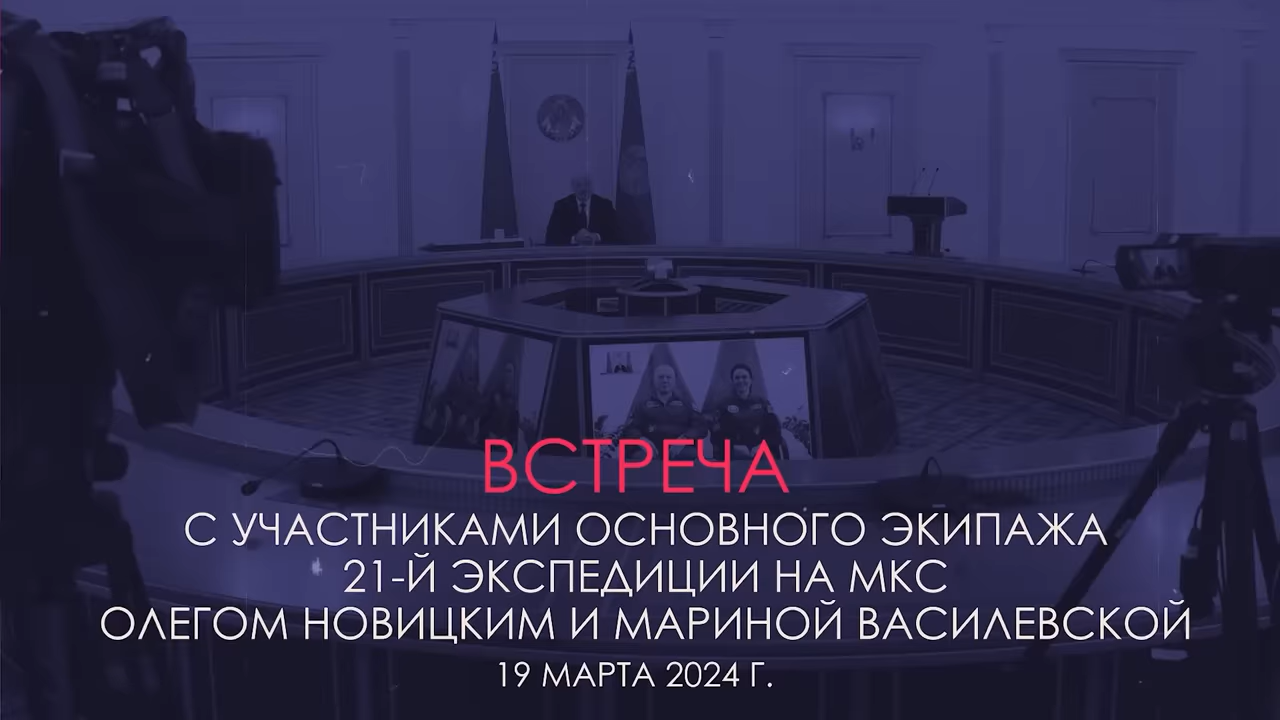 ВСТРЕЧА
С УЧАСТНИКАМИ ОСНОВНОГО ЭКИПАЖА
21-Й ЭКСПЕДИЦИИ НА МКС
ОЛЕГОМ НОВИЦКИМ И МАРИНОЙ ВАСИЛЕВСКОЙ
19 МАРТА 2024 Г.